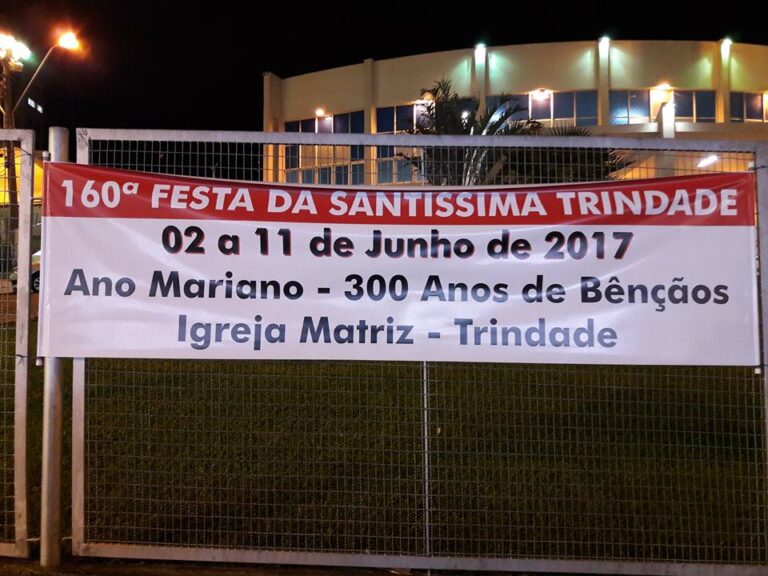 160ª FESTA DA SANTÍSSIMA TRINDADE
02 a 11 de Junho de 2017
Ano Mariano - 300 Anos de Bênçãos
Igreja Matriz - Trindade